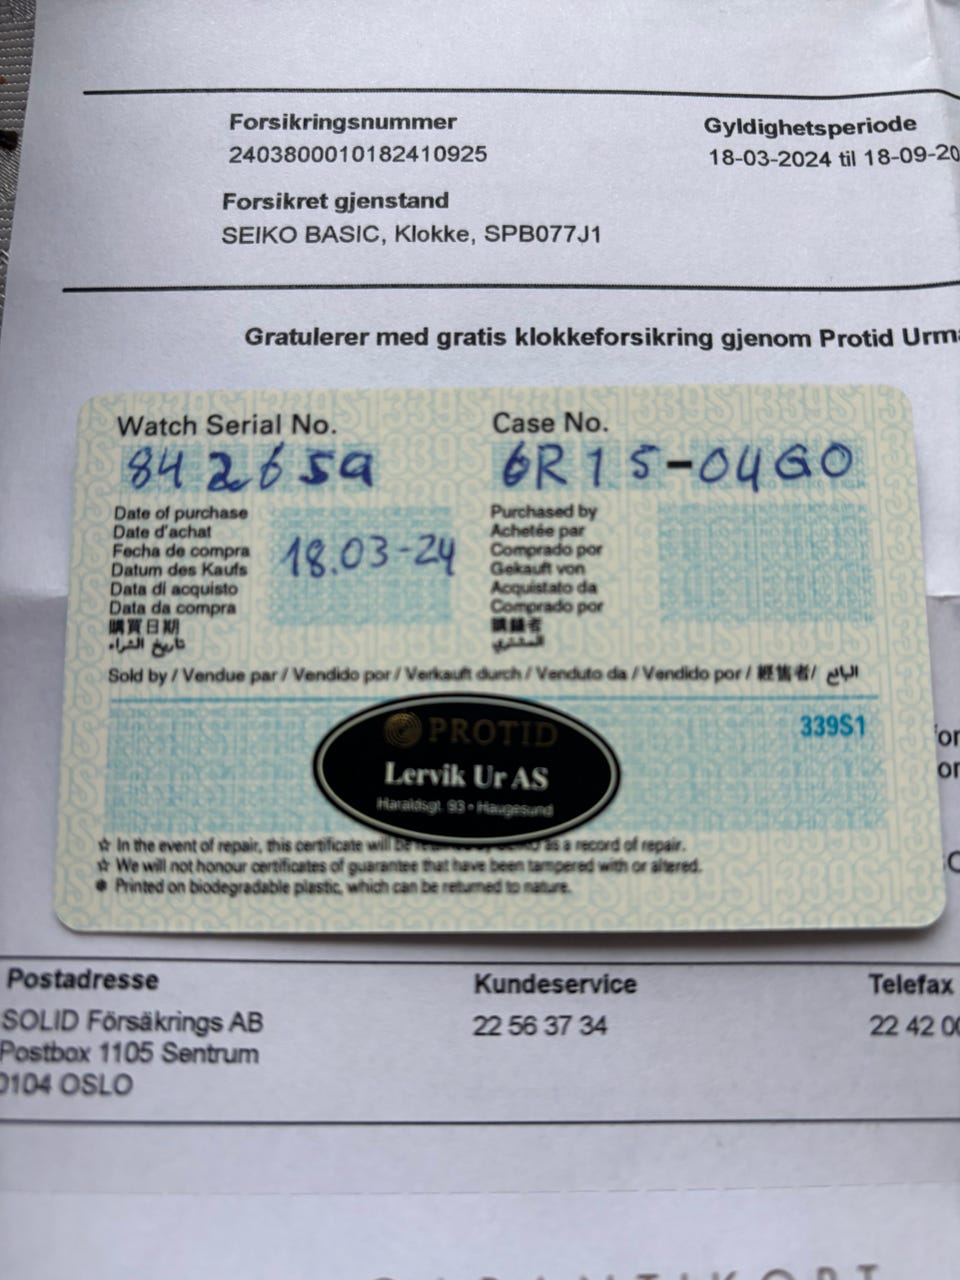 Forsikringsnummer
2403800010182410925
Gyldighetsperiode
18-03-2024 til 18-09-20
Forsikret gjenstand
SEIKO BASIC, Klokke, SPB077J1
Gratulerer med gratis klokkeforsikring gjenom Protid Urm
Watch Serial No.
842659
Case No.
6R15-04G0
Date of purchase
Date d'achat
Fecha de compra
Datum des Kaufs
Data di acquisto
Data da compra
購買日期
تاريخ الشراء
18.03-24
Purchased by
Achetée par
Comprado por
Gekauft von
Acquistato da
Comprado por
購錶者
المشتري
Sold by / Vendue par / Vendido por / Verkauft durch / Venduto da / Vendido por / 經售者/ البائع
339S1
PROTID
Lervik Ur AS
Haraldsgt. 93 • Haugesund
☆ In the event of repair, this certificate will be as a record of repair.
☆ We will not honour certificates of guarantee that have been tampered with or altered.
Printed on biodegradable plastic, which can be returned to nature.
Postadresse
SOLID Försäkrings AB
Postbox 1105 Sentrum
0104 OSLO
Kundeservice
22 56 37 34
Telefax
22 42 00